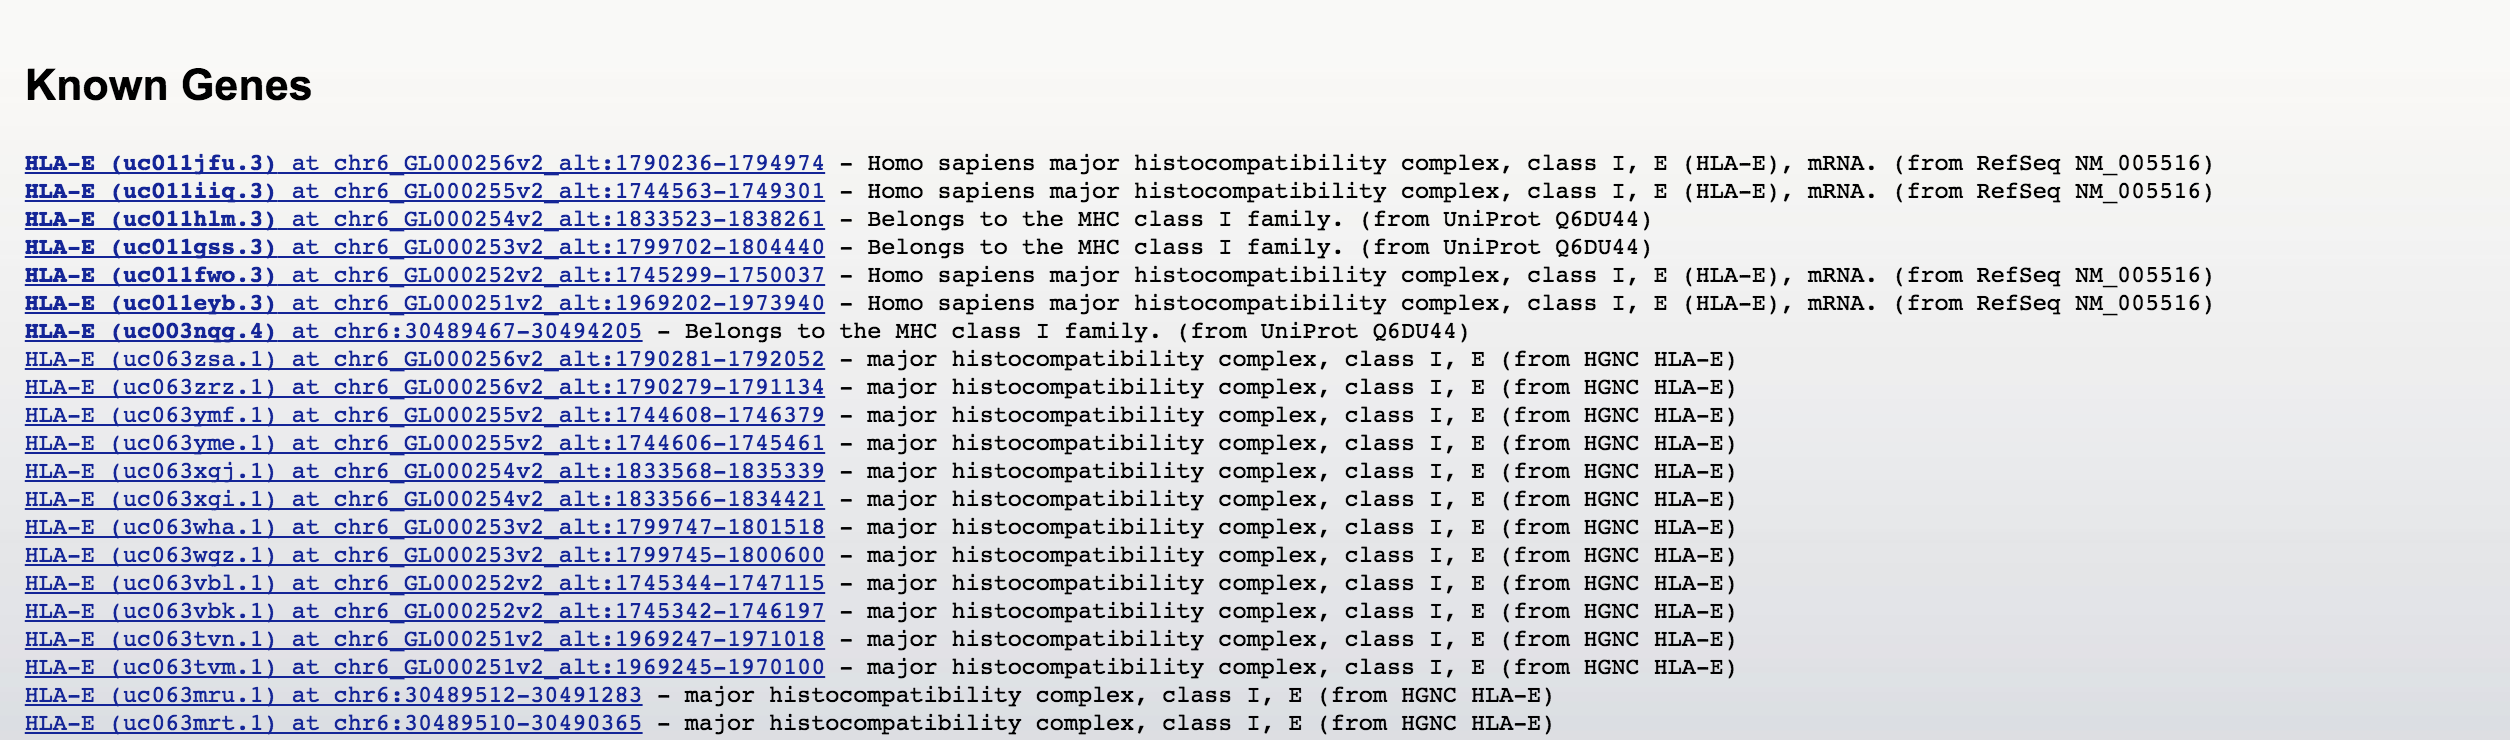 Known Genes
HLA-E (uc011jfu.3) at chr6_GL000256v2_alt:1790236-1794974 - Homo sapiens major histocompatibility complex, class I, E (HLA-E), mRNA. (from RefSeq NM_005516)
HLA-E (uc011iiq.3) at chr6_GL000255v2_alt:1744563-1749301 - Homo sapiens major histocompatibility complex, class I, E (HLA-E), mRNA. (from RefSeq NM_005516)
HLA-E (uc011hlm.3) at chr6_GL000254v2_alt:1833523-1838261 - Belongs to the MHC class I family. (from UniProt Q6DU44)
HLA-E (uc011gss.3) at chr6_GL000253v2_alt:1799702-1804440 - Belongs to the MHC class I family. (from UniProt Q6DU44)
HLA-E (uc011fwo.3) at chr6_GL000252v2_alt:1745299-1750037 - Homo sapiens major histocompatibility complex, class I, E (HLA-E), mRNA. (from RefSeq NM_005516)
HLA-E (uc011eyb.3) at chr6_GL000251v2_alt:1969202-1973940 - Homo sapiens major histocompatibility complex, class I, E (HLA-E), mRNA. (from RefSeq NM_005516)
HLA-E (uc003nqg.4) at chr6:30489467-30494205 - Belongs to the MHC class I family. (from UniProt Q6DU44)
HLA-E (uc063zsa.1) at chr6_GL000256v2_alt:1790281-1792052 - major histocompatibility complex, class I, E (from HGNC HLA-E)
HLA-E (uc063zrz.1) at chr6_GL000256v2_alt:1790279-1791134 - major histocompatibility complex, class I, E (from HGNC HLA-E)
HLA-E (uc063ymf.1) at chr6_GL000255v2_alt:1744608-1746379 - major histocompatibility complex, class I, E (from HGNC HLA-E)
HLA-E (uc063yme.1) at chr6_GL000255v2_alt:1744606-1745461 - major histocompatibility complex, class I, E (from HGNC HLA-E)
HLA-E (uc063xgj.1) at chr6_GL000254v2_alt:1833568-1835339 - major histocompatibility complex, class I, E (from HGNC HLA-E)
HLA-E (uc063xgi.1) at chr6_GL000254v2_alt:1833566-1834421 - major histocompatibility complex, class I, E (from HGNC HLA-E)
HLA-E (uc063wha.1) at chr6_GL000253v2_alt:1799747-1801518 - major histocompatibility complex, class I, E (from HGNC HLA-E)
HLA-E (uc063wgz.1) at chr6_GL000253v2_alt:1799745-1800600 - major histocompatibility complex, class I, E (from HGNC HLA-E)
HLA-E (uc063vbl.1) at chr6_GL000252v2_alt:1745344-1747115 - major histocompatibility complex, class I, E (from HGNC HLA-E)
HLA-E (uc063vbk.1) at chr6_GL000252v2_alt:1745342-1746197 - major histocompatibility complex, class I, E (from HGNC HLA-E)
HLA-E (uc063tvn.1) at chr6_GL000251v2_alt:1969247-1971018 - major histocompatibility complex, class I, E (from HGNC HLA-E)
HLA-E (uc063tvm.1) at chr6_GL000251v2_alt:1969245-1970100 - major histocompatibility complex, class I, E (from HGNC HLA-E)
HLA-E (uc063mru.1) at chr6:30489512-30491283 - major histocompatibility complex, class I, E (from HGNC HLA-E)
HLA-E (uc063mrt.1) at chr6:30489510-30490365 - major histocompatibility complex, class I, E (from HGNC HLA-E)